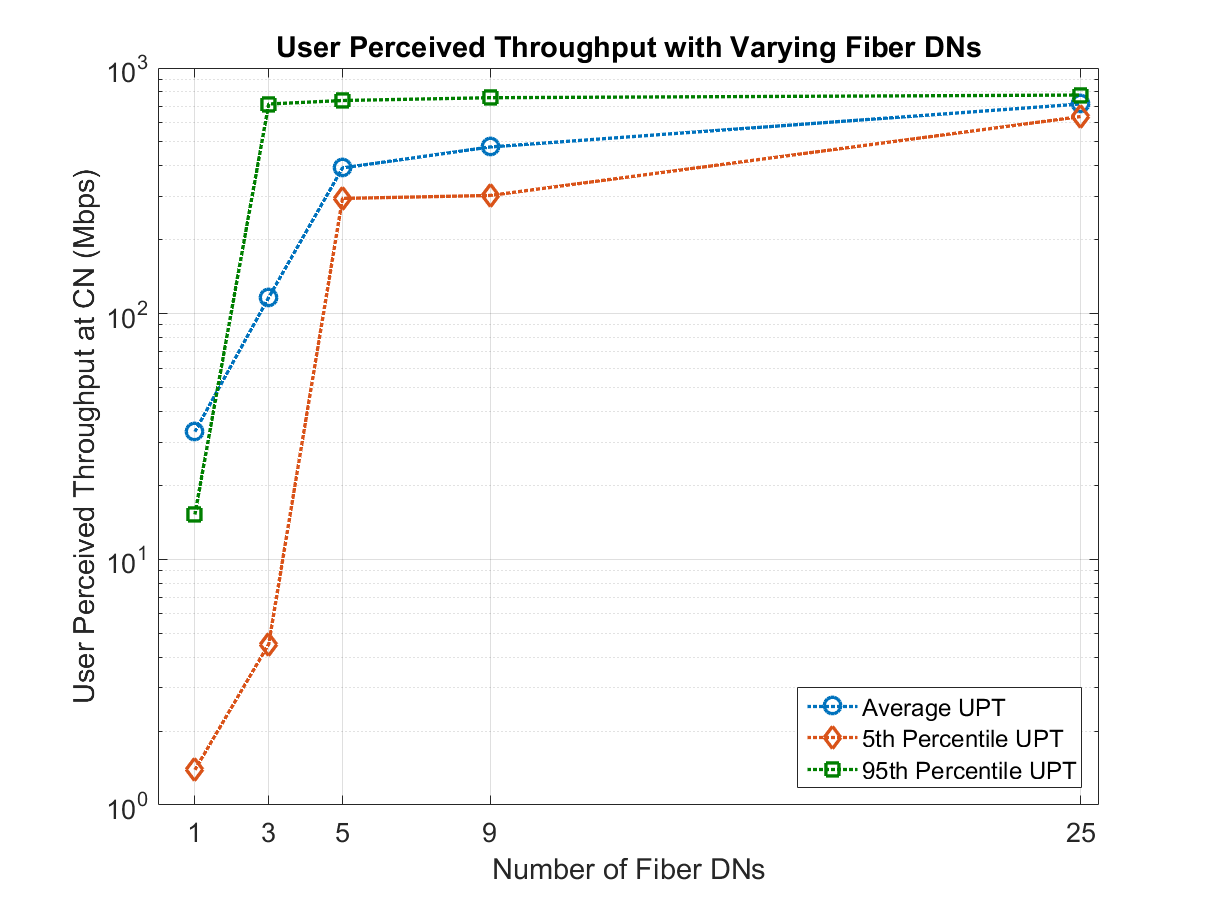 User Perceived Throughput with Varying Fiber DNs
User Perceived Throughput at CN (Mbps)
10^3
10^2
10^1
10^0
1 3 5 9 25
Number of Fiber DNs
Average UPT
5th Percentile UPT
95th Percentile UPT